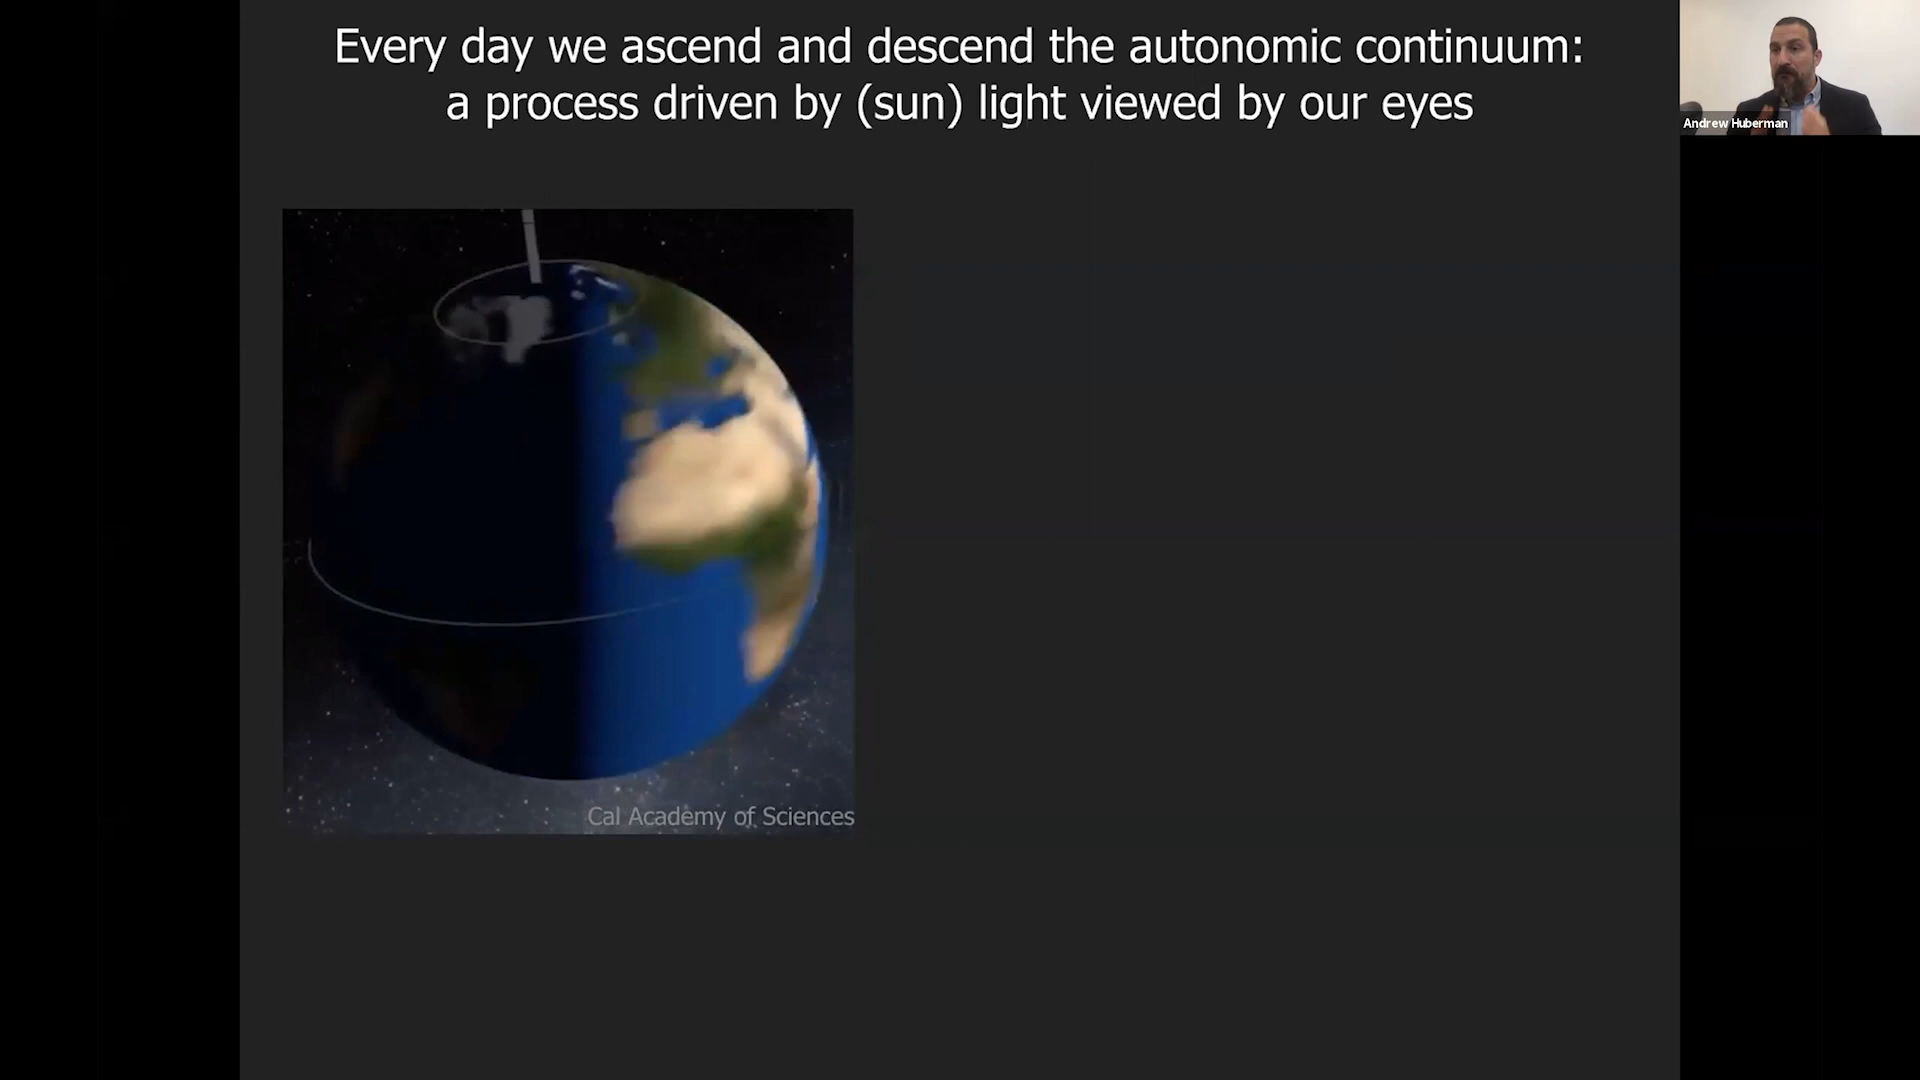 Every day we ascend and descend the autonomic continuum:
a process driven by (sun) light viewed by our eyes
Andrew Huberman
Cal Academy of Sciences